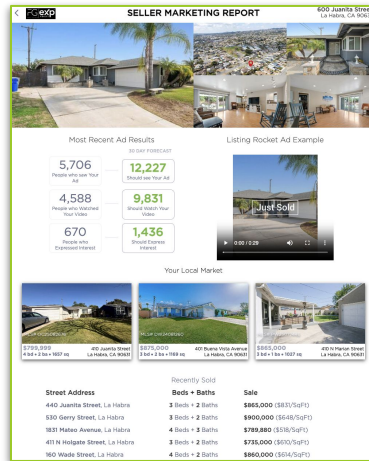 FGiexp
SELLER MARKETING REPORT
600 Juanita Stree
La Habra, CA 9063
Most Recent Ad Results
Listing Rocket Ad Example
30 DAY FORECAST
5,706
People who saw Your
Ad
12,227
Should see Your Ad
4,588
People who Watched
Your Video
9,831
Should Watch Your
Video
670
People who
Expressed Interest
1,436
Should Express
Interest
Just Sold
0:00 / 0:29
Your Local Market
$799,999
4 bd + 2 ba + 1657 sq
410 Juanita Street
La Habra, CA 90631
$875,000
3 bd + 2 ba + 1169 sq
401 Buena Vista Avenue
La Habra, CA 90631
$865,000
3 bd + 1 ba + 1027 sq
410 N Marian Street
La Habra, CA 90631
Recently Sold
Street Address
Beds + Baths
Sale
440 Juanita Street, La Habra
3 Beds + 2 Baths
$865,000 ($831/SqFt)
530 Gerry Street, La Habra
3 Beds + 2 Baths
$900,000 ($648/SqFt)
1831 Mateo Avenue, La Habra
4 Beds + 3 Baths
$789,880 ($518/SqFt)
411 N Holgate Street, La Habra
3 Beds + 2 Baths
$735,000 ($610/SqFt)
160 Wade Street, La Habra
4 Beds + 2 Baths
$860,000 ($614/SqFt)